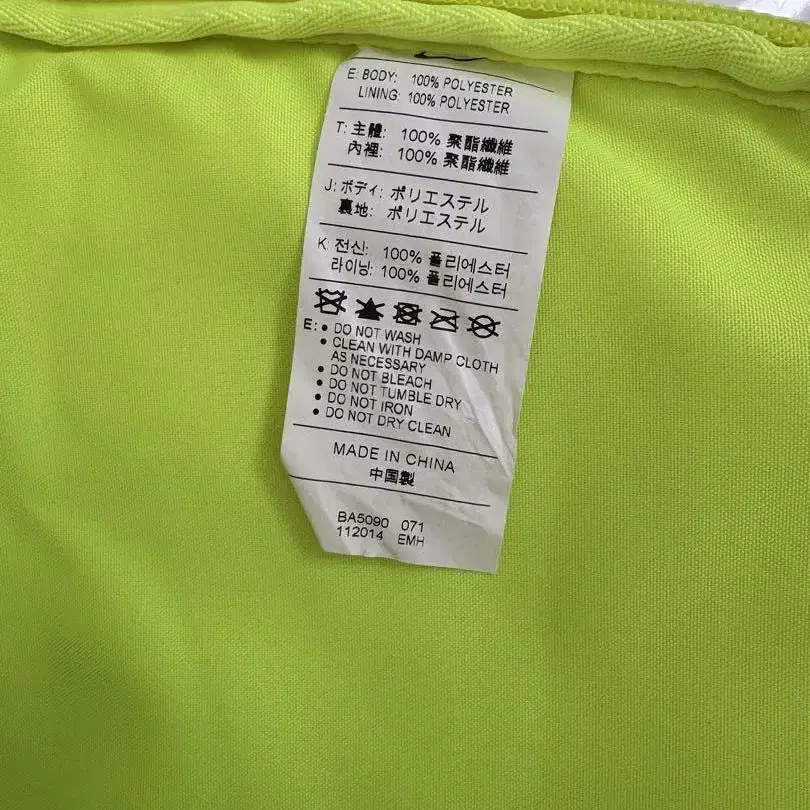 E: BODY: 100% POLYESTER
LINING: 100% POLYESTER
T: 主體: 100% 聚酯纖維
內裡: 100% 聚酯纖維
J: ボディ: ポリエステル
裏地: ポリエステル
K: 전신: 100% 폴리에스터
라이닝: 100% 폴리에스터
E: • DO NOT WASH
• CLEAN WITH DAMP CLOTH
AS NECESSARY
• DO NOT BLEACH
• DO NOT TUMBLE DRY
• DO NOT IRON
• DO NOT DRY CLEAN
MADE IN CHINA
中国製
BA5090 071
112014 EMH